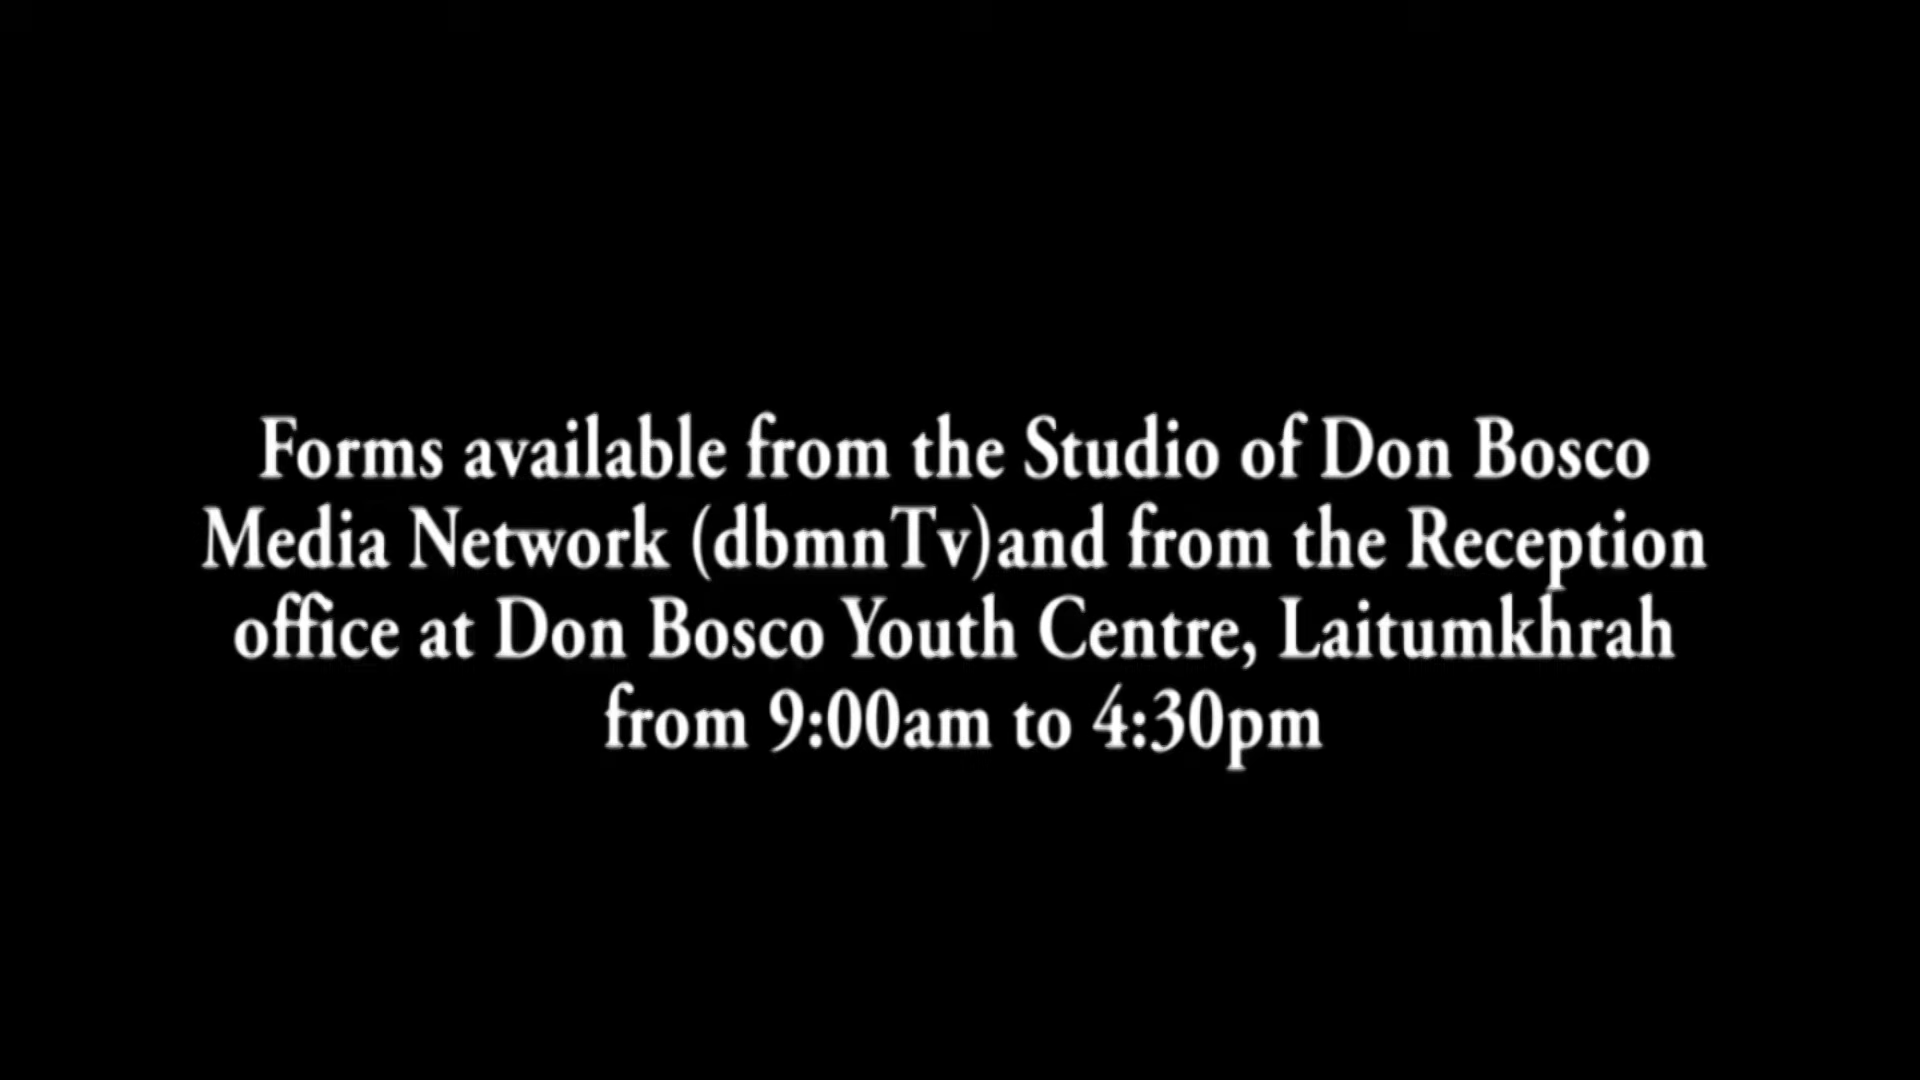 Forms available from the Studio of Don Bosco
Media Network (dbmnTv)and from the Reception
office at Don Bosco Youth Centre, Laitumkhrah
from 9:00am to 4:30pm